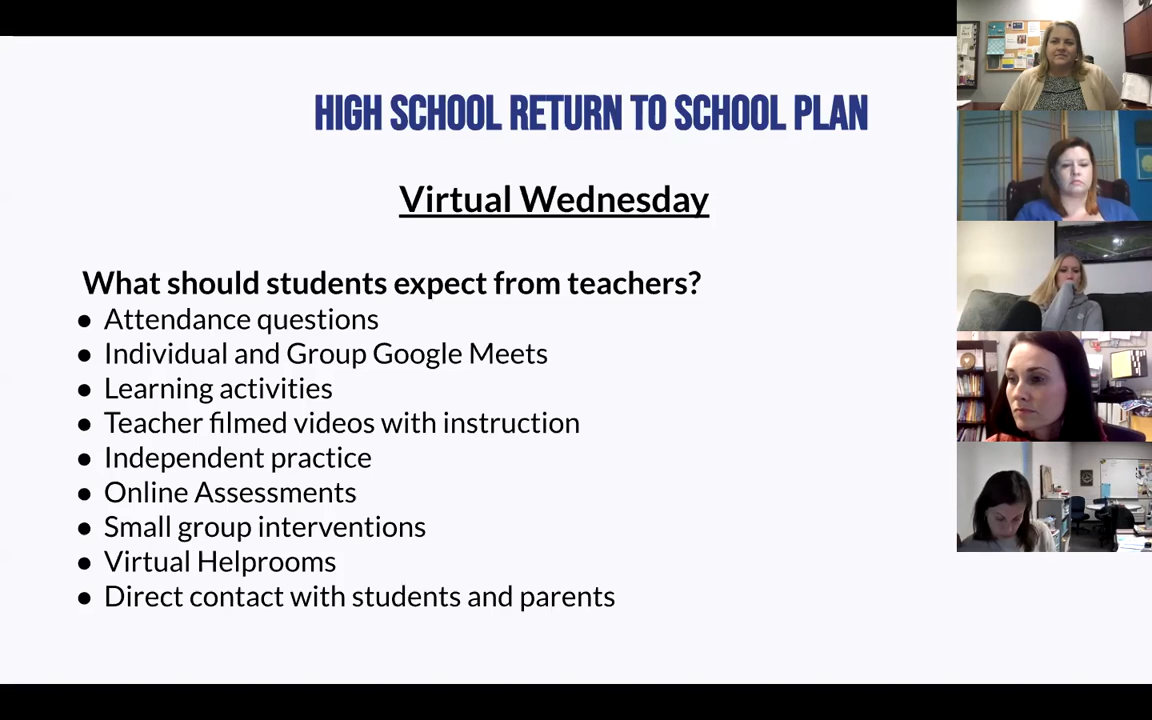 HIGH SCHOOL RETURN TO SCHOOL PLAN
Virtual Wednesday
What should students expect from teachers?
● Attendance questions
● Individual and Group Google Meets
● Learning activities
● Teacher filmed videos with instruction
● Independent practice
● Online Assessments
● Small group interventions
● Virtual Helprooms
● Direct contact with students and parents